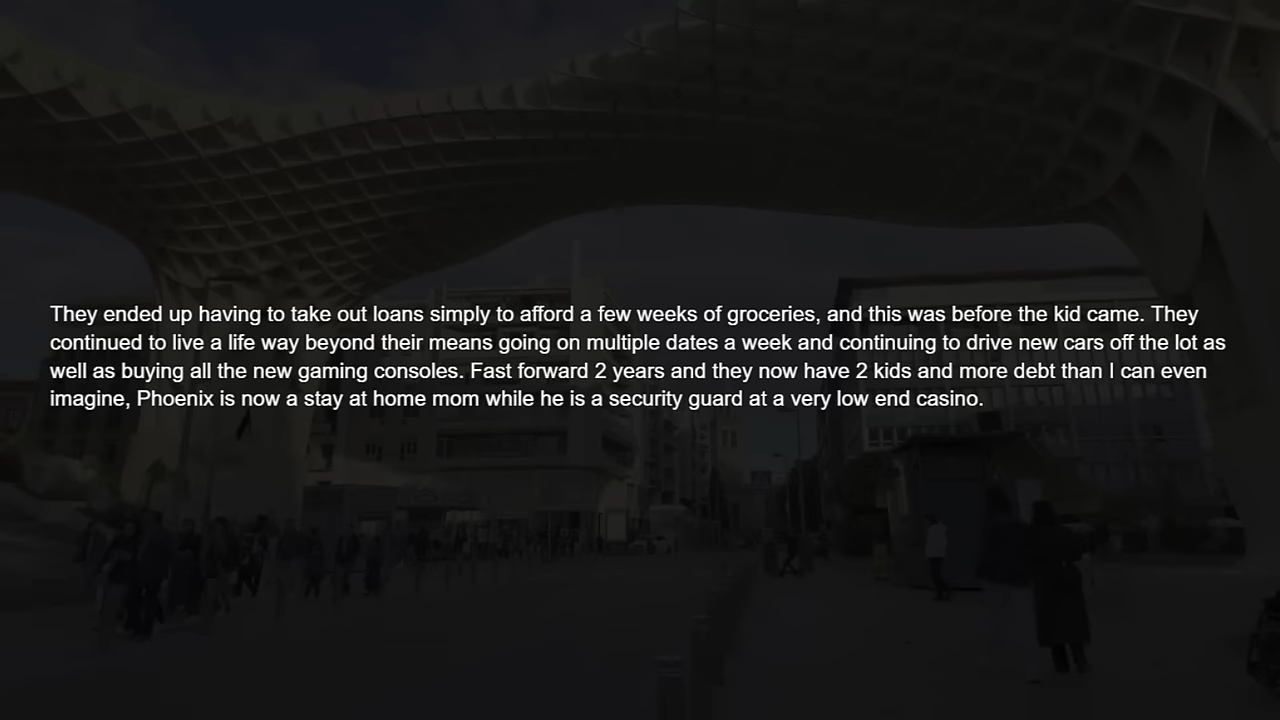 They ended up having to take out loans simply to afford a few weeks of groceries, and this was before the kid came. They
continued to live a life way beyond their means going on multiple dates a week and continuing to drive new cars off the lot as
well as buying all the new gaming consoles. Fast forward 2 years and they now have 2 kids and more debt than I can even
imagine, Phoenix is now a stay at home mom while he is a security guard at a very low end casino.